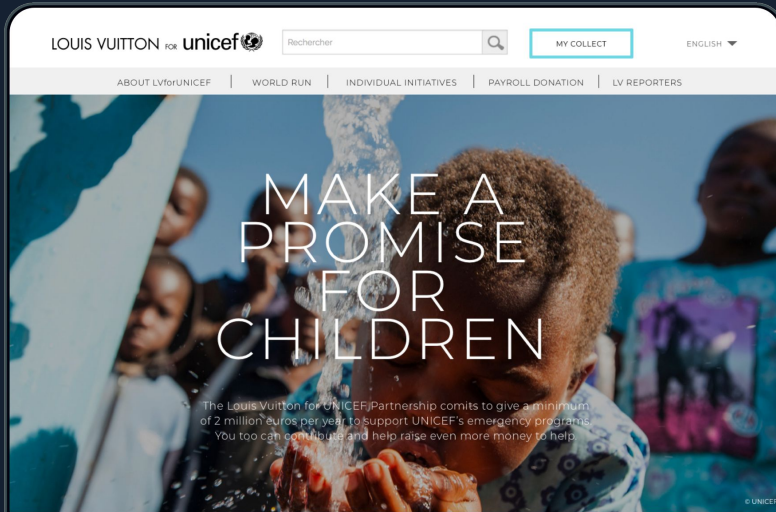 LOUIS VUITTON FOR unicef
Rechercher
MY COLLECT
ENGLISH
ABOUT LVforUNICEF
WORLD RUN
INDIVIDUAL INITIATIVES
PAYROLL DONATION
LV REPORTERS
MAKE A
PROMISE
FOR
CHILDREN
The Louis Vuitton for UNICEF Partnership comits to give a minimum
of 2 million euros per year to support UNICEF's emergency programs.
You too can contribute and help raise even more money to help.
© UNICEF